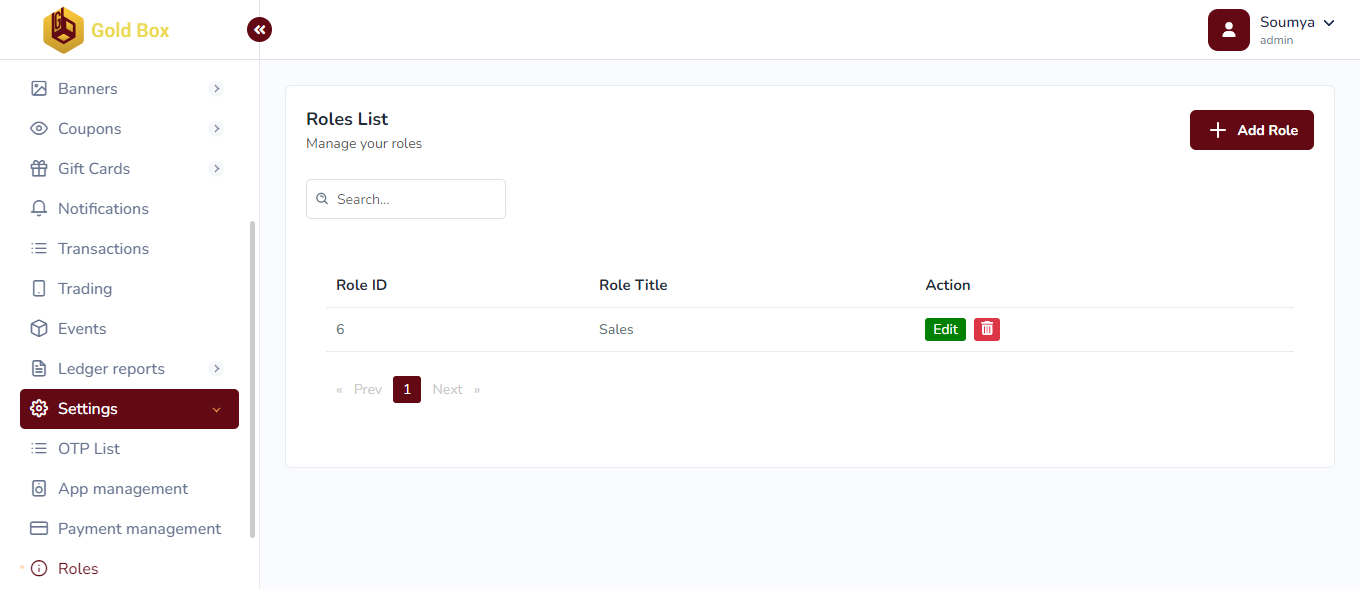 Gold Box
Soumya
admin
Banners
Coupons
Gift Cards
Notifications
Transactions
Trading
Events
Ledger reports
Settings
OTP List
App management
Payment management
Roles
Roles List
Manage your roles
Add Role
Search...
Role ID Role Title Action
6 Sales Edit
« Prev 1 Next »